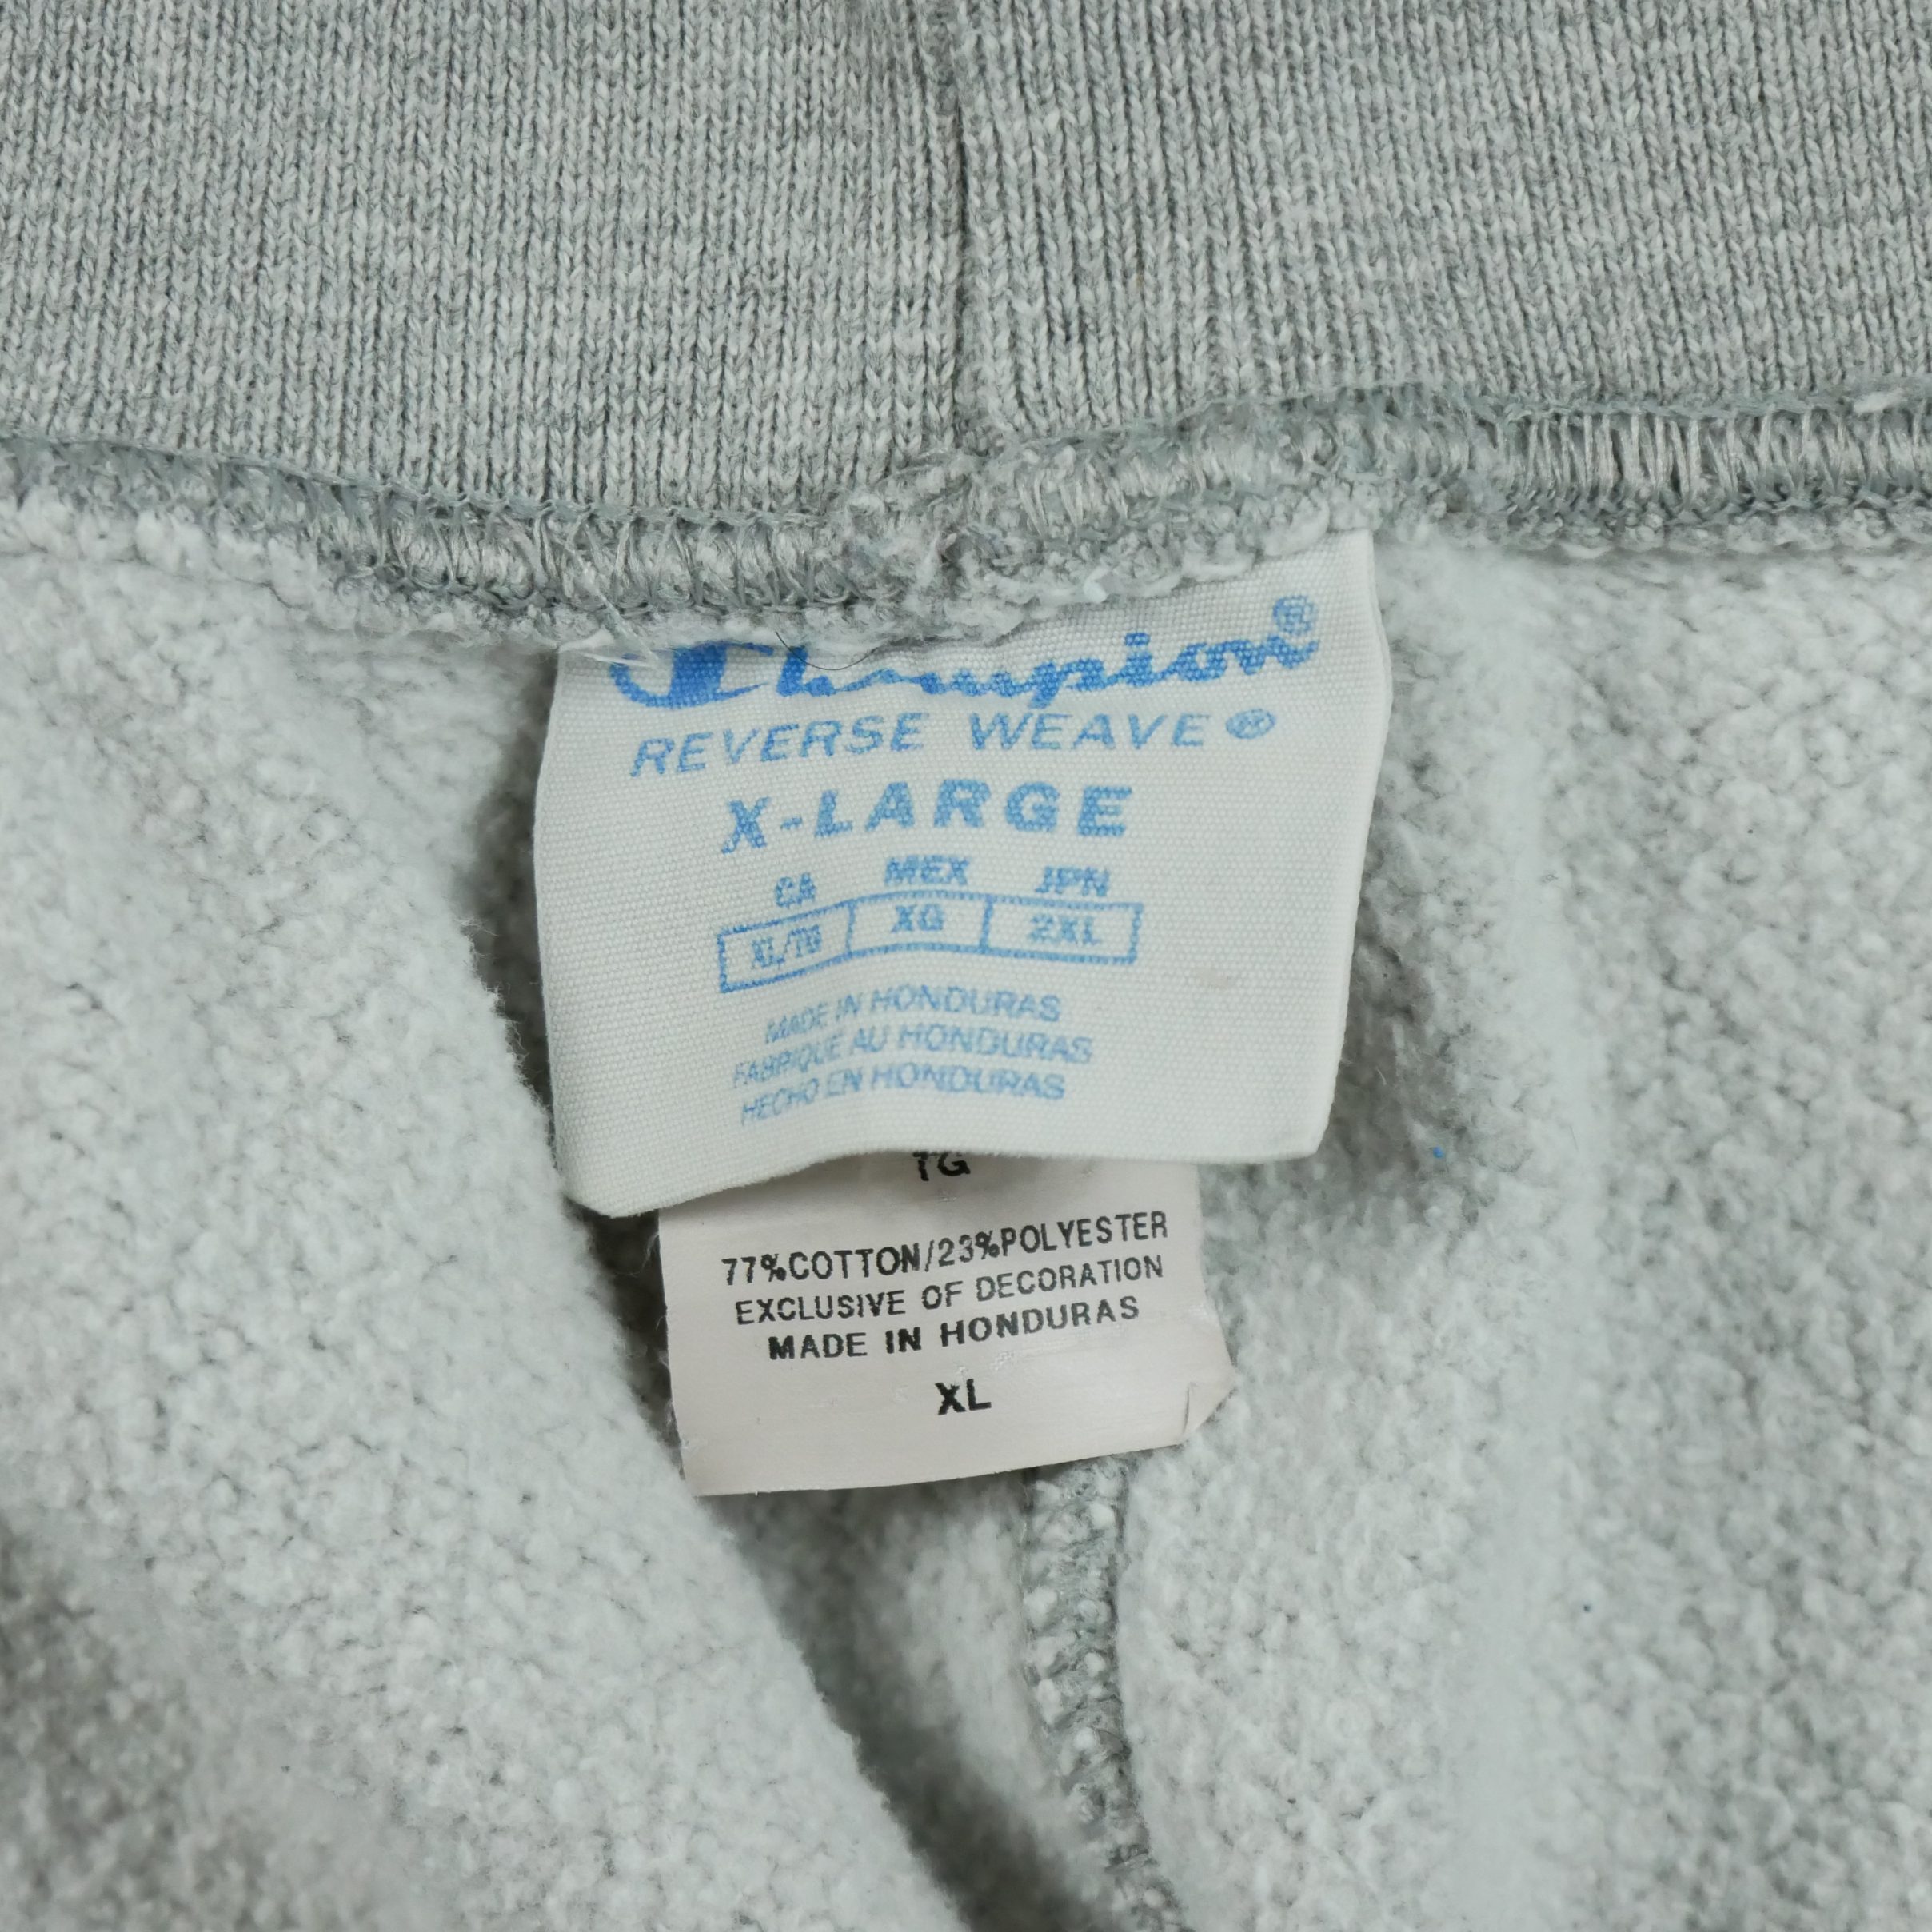 Champion®
REVERSE WEAVE®
X-LARGE
CA MEX JPN
XL/TG XG 2XL
MADE IN HONDURAS
FABRIQUE AU HONDURAS
HECHO EN HONDURAS
TG
77%COTTON/23%POLYESTER
EXCLUSIVE OF DECORATION
MADE IN HONDURAS
XL